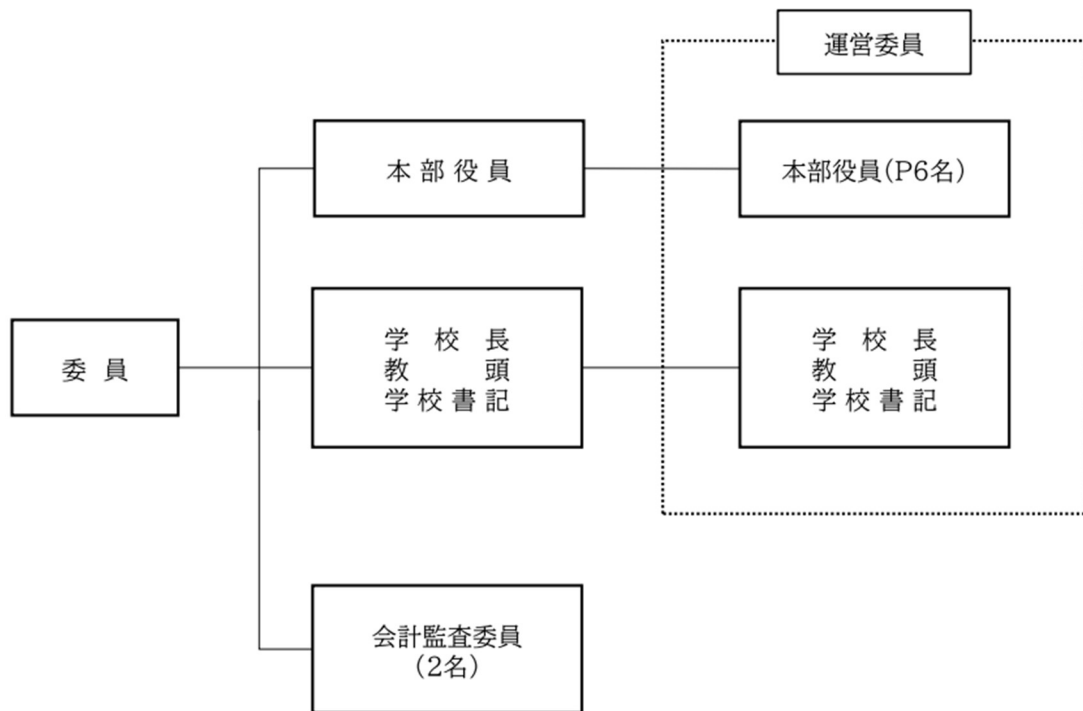 運営委員
本部役員
本部役員(P6名)
委員
学校長
教頭
学校書記
学校長
教頭
学校書記
会計監査委員
(2名)